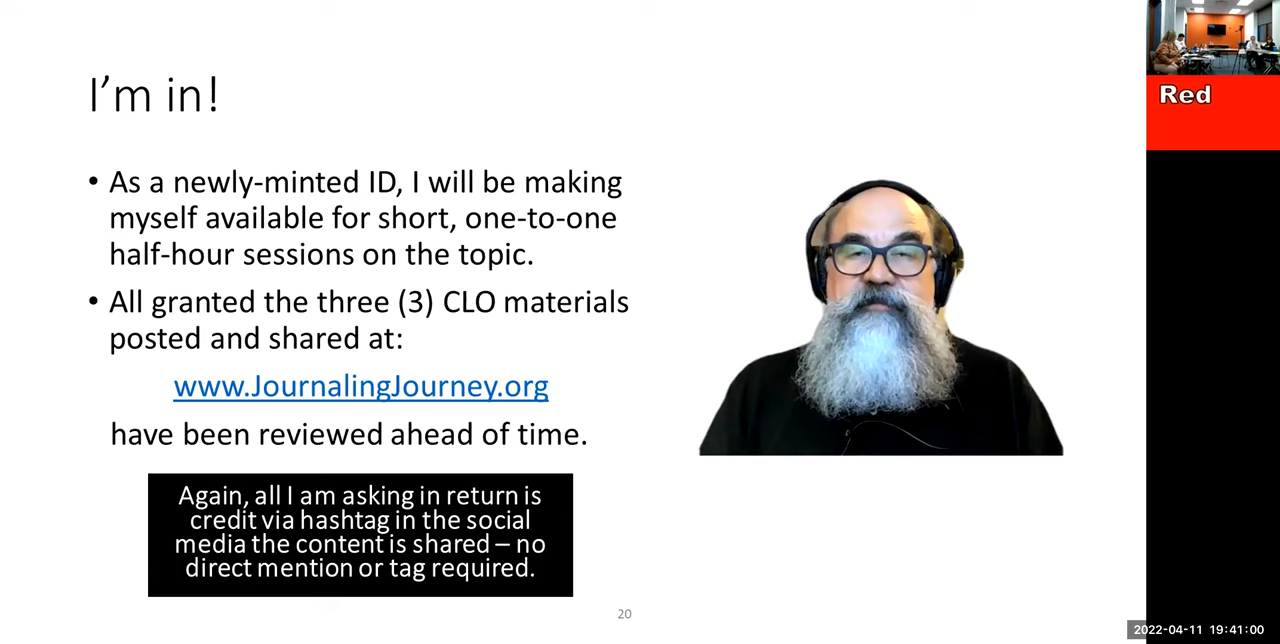 I'm in!
• As a newly-minted ID, I will be making
myself available for short, one-to-one
half-hour sessions on the topic.
• All granted the three (3) CLO materials
posted and shared at:
www.JournalingJourney.org
have been reviewed ahead of time.
Again, all I am asking in return is
credit via hashtag in the social
media the content is shared – no
direct mention or tag required.
20
Red
2022-04-11 19:41:00